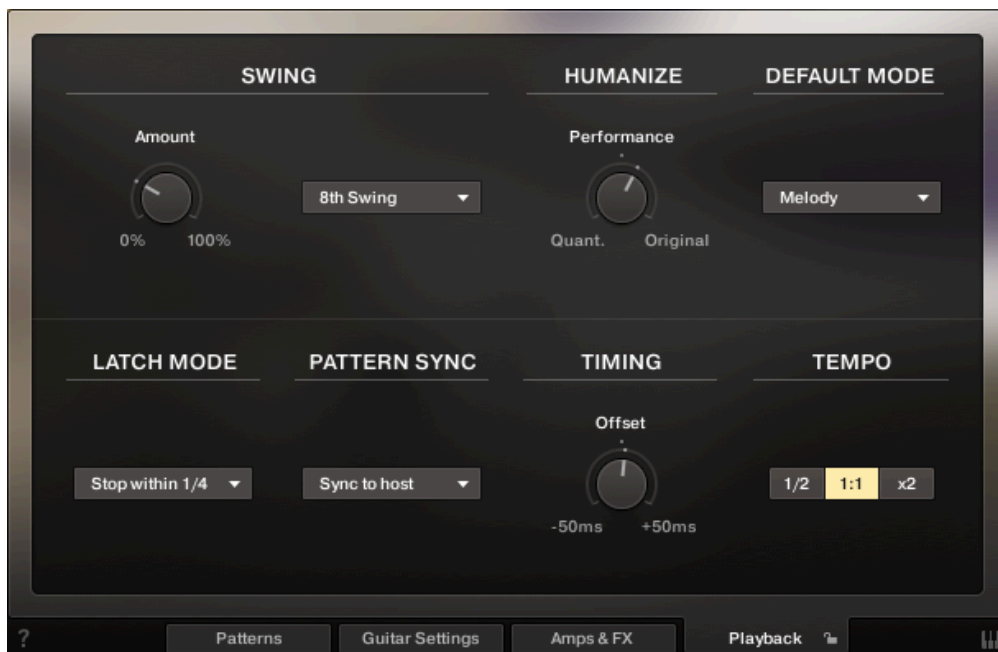 SWING
HUMANIZE
DEFAULT MODE
Amount
Performance
8th Swing
Melody
0%
100%
Quant.
Original
LATCH MODE
PATTERN SYNC
TIMING
TEMPO
Offset
Stop within 1/4
Sync to host
1/2
1:1
x2
-50ms
+50ms
?
Patterns
Guitar Settings
Amps & FX
Playback